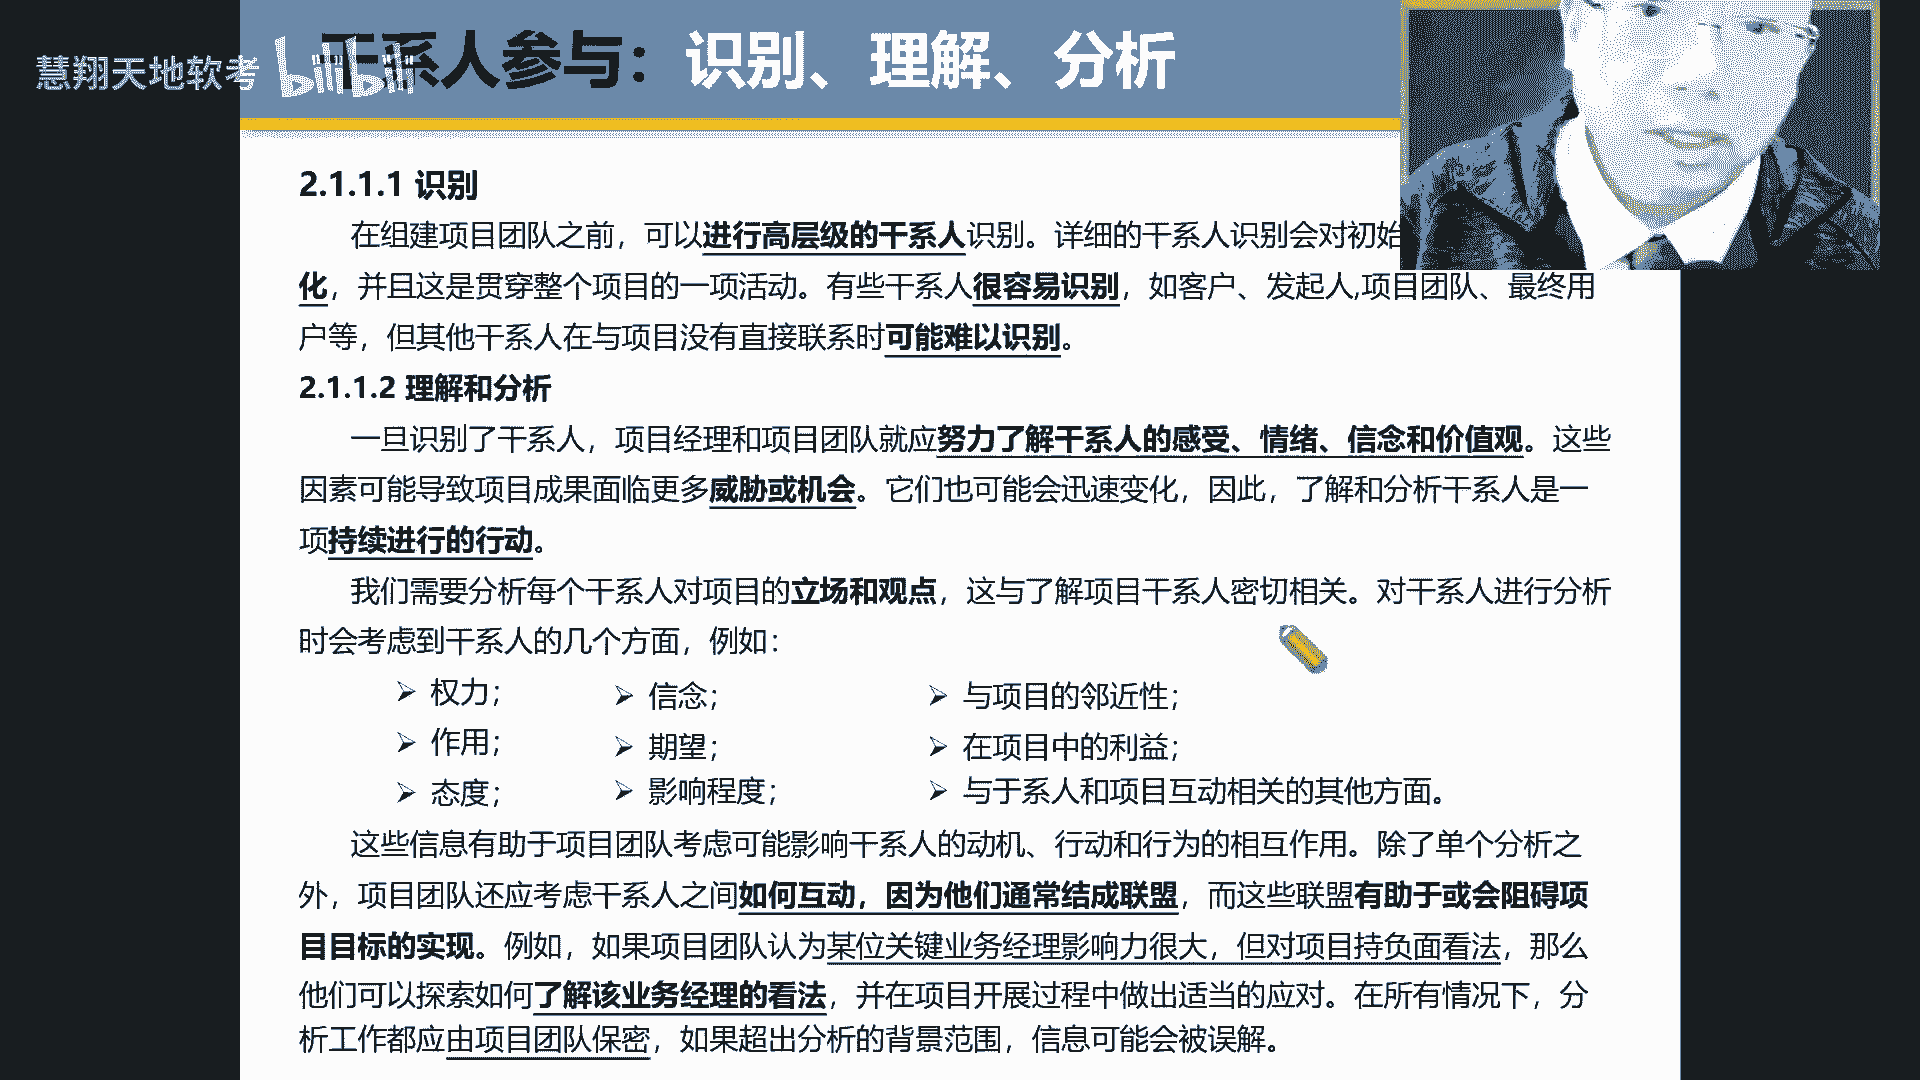 慧翔天地软考 bilibili
干系人参与：识别、理解、分析
2.1.1.1 识别
在组建项目团队之前，可以进行高层级的干系人识别。详细的干系人识别会对初始
化，并且这是贯穿整个项目的一项活动。有些干系人很容易识别，如客户、发起人,项目团队、最终用
户等，但其他干系人在与项目没有直接联系时可能难以识别。
2.1.1.2 理解和分析
一旦识别了干系人，项目经理和项目团队就应努力了解干系人的感受、情绪、信念和价值观。这些
因素可能导致项目成果面临更多威胁或机会。它们也可能会迅速变化，因此，了解和分析干系人是一
项持续进行的行动。
我们需要分析每个干系人对项目的立场和观点，这与了解项目干系人密切相关。对干系人进行分析
时会考虑到干系人的几个方面，例如：
➢ 权力； ➢ 信念； ➢ 与项目的邻近性；
➢ 作用； ➢ 期望； ➢ 在项目中的利益；
➢ 态度； ➢ 影响程度； ➢ 与于系人和项目互动相关的其他方面。
这些信息有助于项目团队考虑可能影响干系人的动机、行动和行为的相互作用。除了单个分析之
外，项目团队还应考虑干系人之间如何互动，因为他们通常结成联盟，而这些联盟有助于或会阻碍项
目目标的实现。例如，如果项目团队认为某位关键业务经理影响力很大，但对项目持负面看法，那么
他们可以探索如何了解该业务经理的看法，并在项目开展过程中做出适当的应对。在所有情况下，分
析工作都应由项目团队保密，如果超出分析的背景范围，信息可能会被误解。